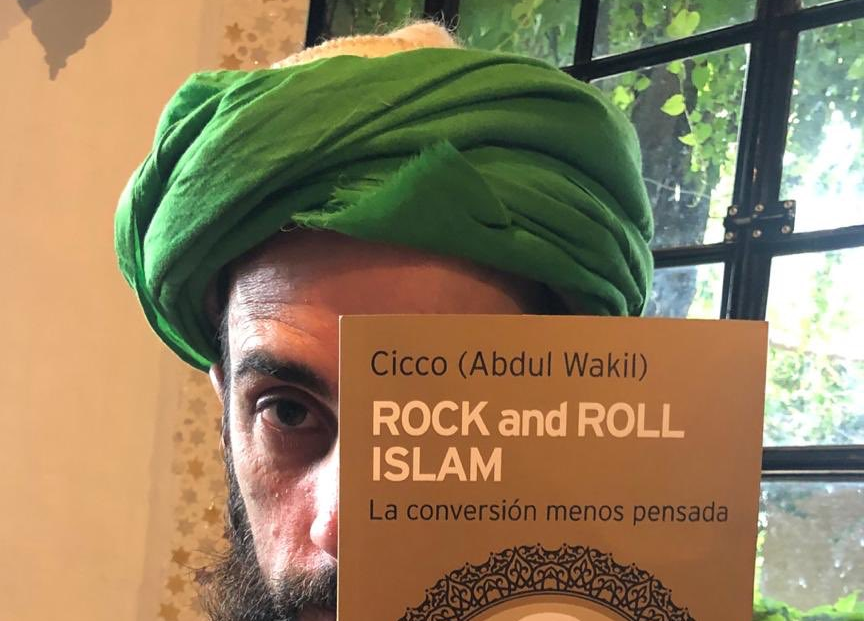 Cicco (Abdul Wakil)
ROCK and ROLL
ISLAM
La conversión menos pensada